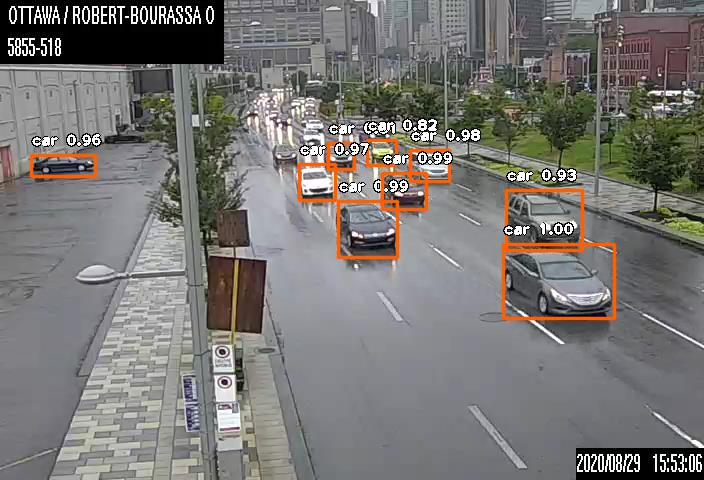 OTTAWA / ROBERT-BOURASSA O
5855-518
car 0.82
car 0.98
car 0.96
car 0.97
car 0.99
car 0.99
car 0.93
car 1.00
2020/08/29 15:53:06